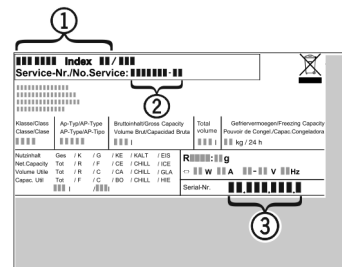 1
Index /
Service-Nr./No.Service: -
2
Klasse/Class Ap-Typ/AP-Type Bruttoinhalt/Gross Capacity Total Gefriervermoegen/Freezing Capacity
Classe/Clase AP-Type/AP-Tipo Volume Brut/Capacidad Bruta volume Pouvoir de Congel./Capac.Congeladora
l l kg / 24 h
Nutzinhalt Ges / K / G / KE / KALT / EIS
Net.Capacity Tot / R / F / CE / CHILL / ICE
Volume Utile Tot / R / C / CA / CHILL / GLA
Capac. Util Tot / F / C / BO / CHILL / HIE
l / l
R : g
W A - V Hz
Serial-Nr. . . .
3